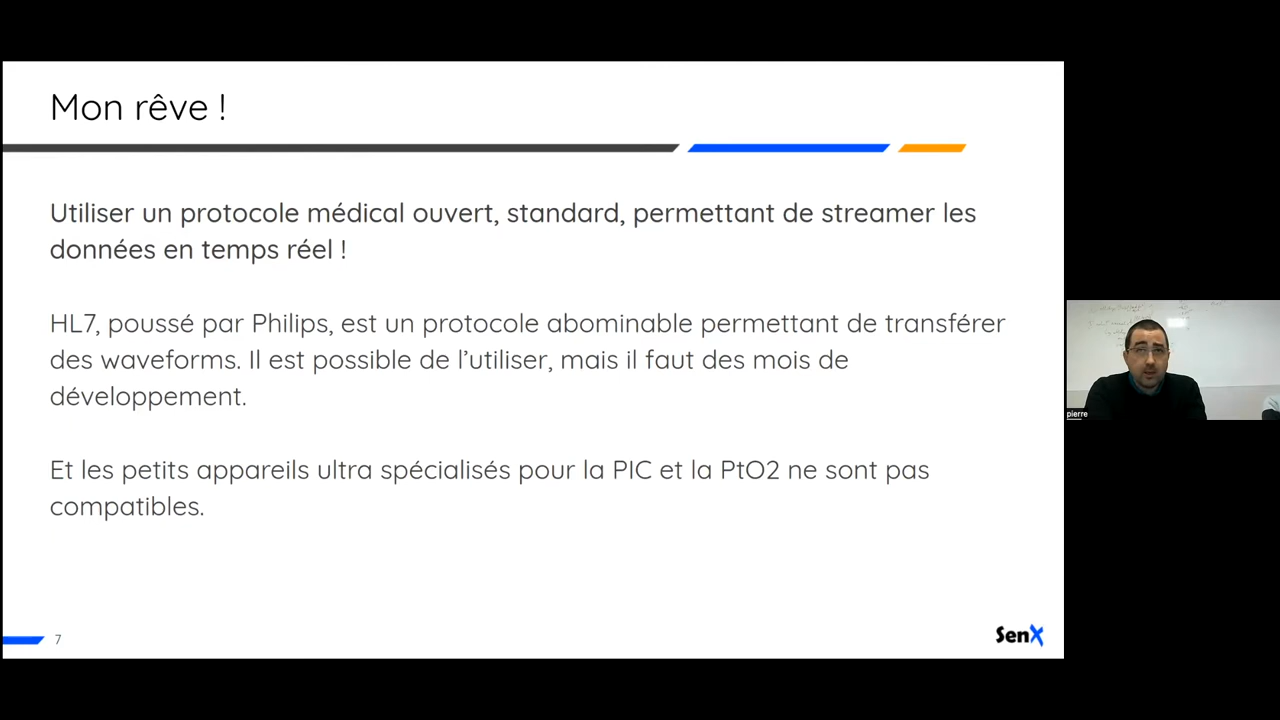 Mon rêve !
Utiliser un protocole médical ouvert, standard, permettant de streamer les
données en temps réel !
HL7, poussé par Philips, est un protocole abominable permettant de transférer
des waveforms. Il est possible de l’utiliser, mais il faut des mois de
développement.
Et les petits appareils ultra spécialisés pour la PIC et la PtO2 ne sont pas
compatibles.
7
SenX
pierre